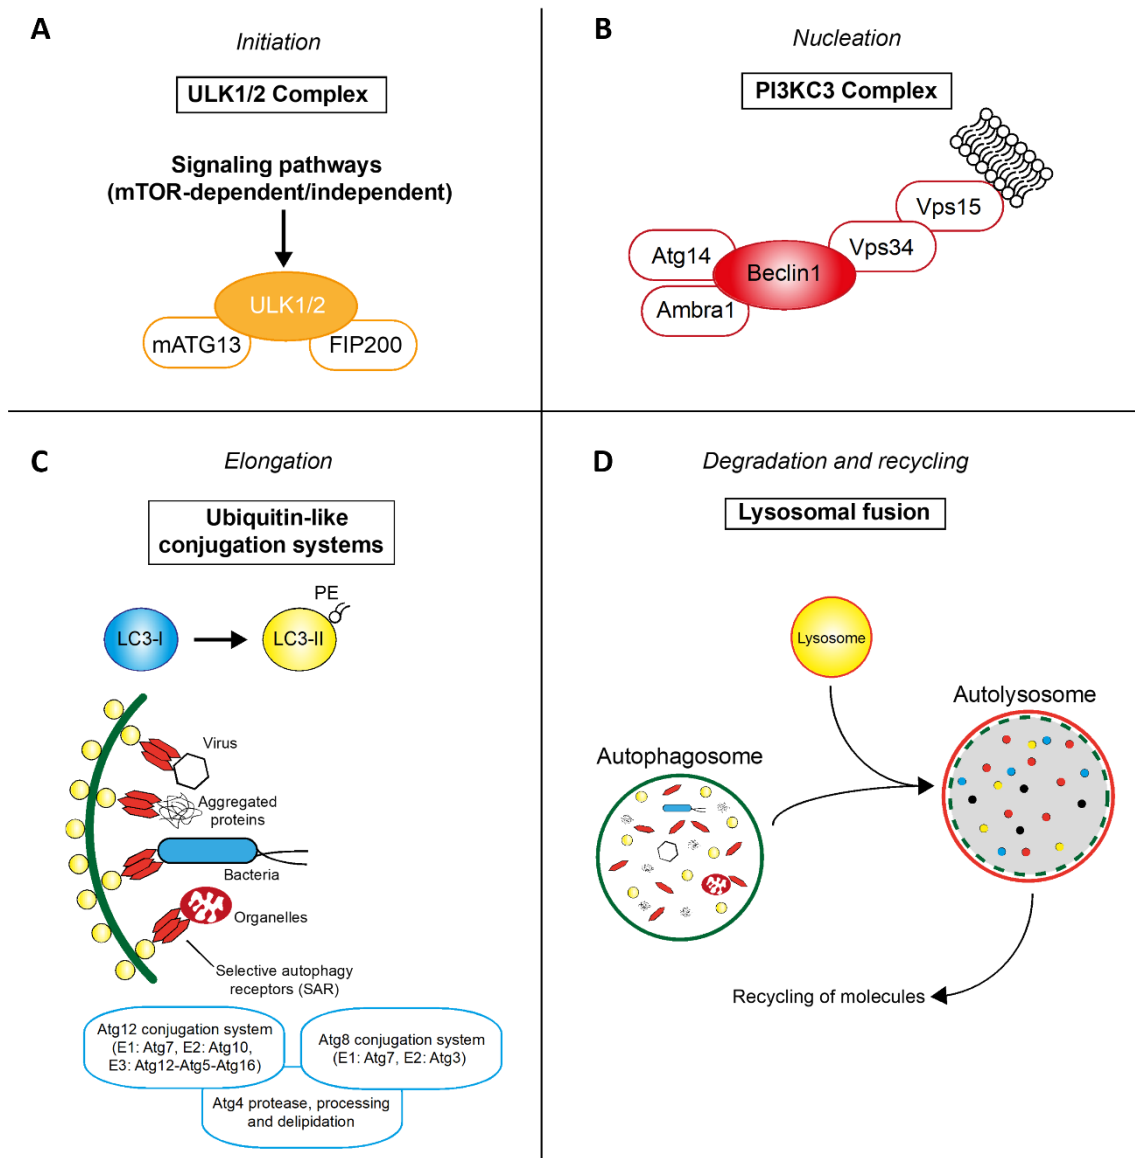 A
Initiation
ULK1/2 Complex
Signaling pathways
(mTOR-dependent/independent)
ULK1/2
mATG13
FIP200
B
Nucleation
PI3KC3 Complex
Vps15
Vps34
Atg14
Beclin1
Ambra1
C
Elongation
Ubiquitin-like
conjugation systems
PE
LC3-I
LC3-II
Virus
Aggregated
proteins
Bacteria
Organelles
Selective autophagy
receptors (SAR)
Atg12 conjugation system
(E1: Atg7, E2: Atg10,
E3: Atg12-Atg5-Atg16)
Atg8 conjugation system
(E1: Atg7, E2: Atg3)
Atg4 protease, processing
and delipidation
D
Degradation and recycling
Lysosomal fusion
Lysosome
Autolysosome
Autophagosome
Recycling of molecules